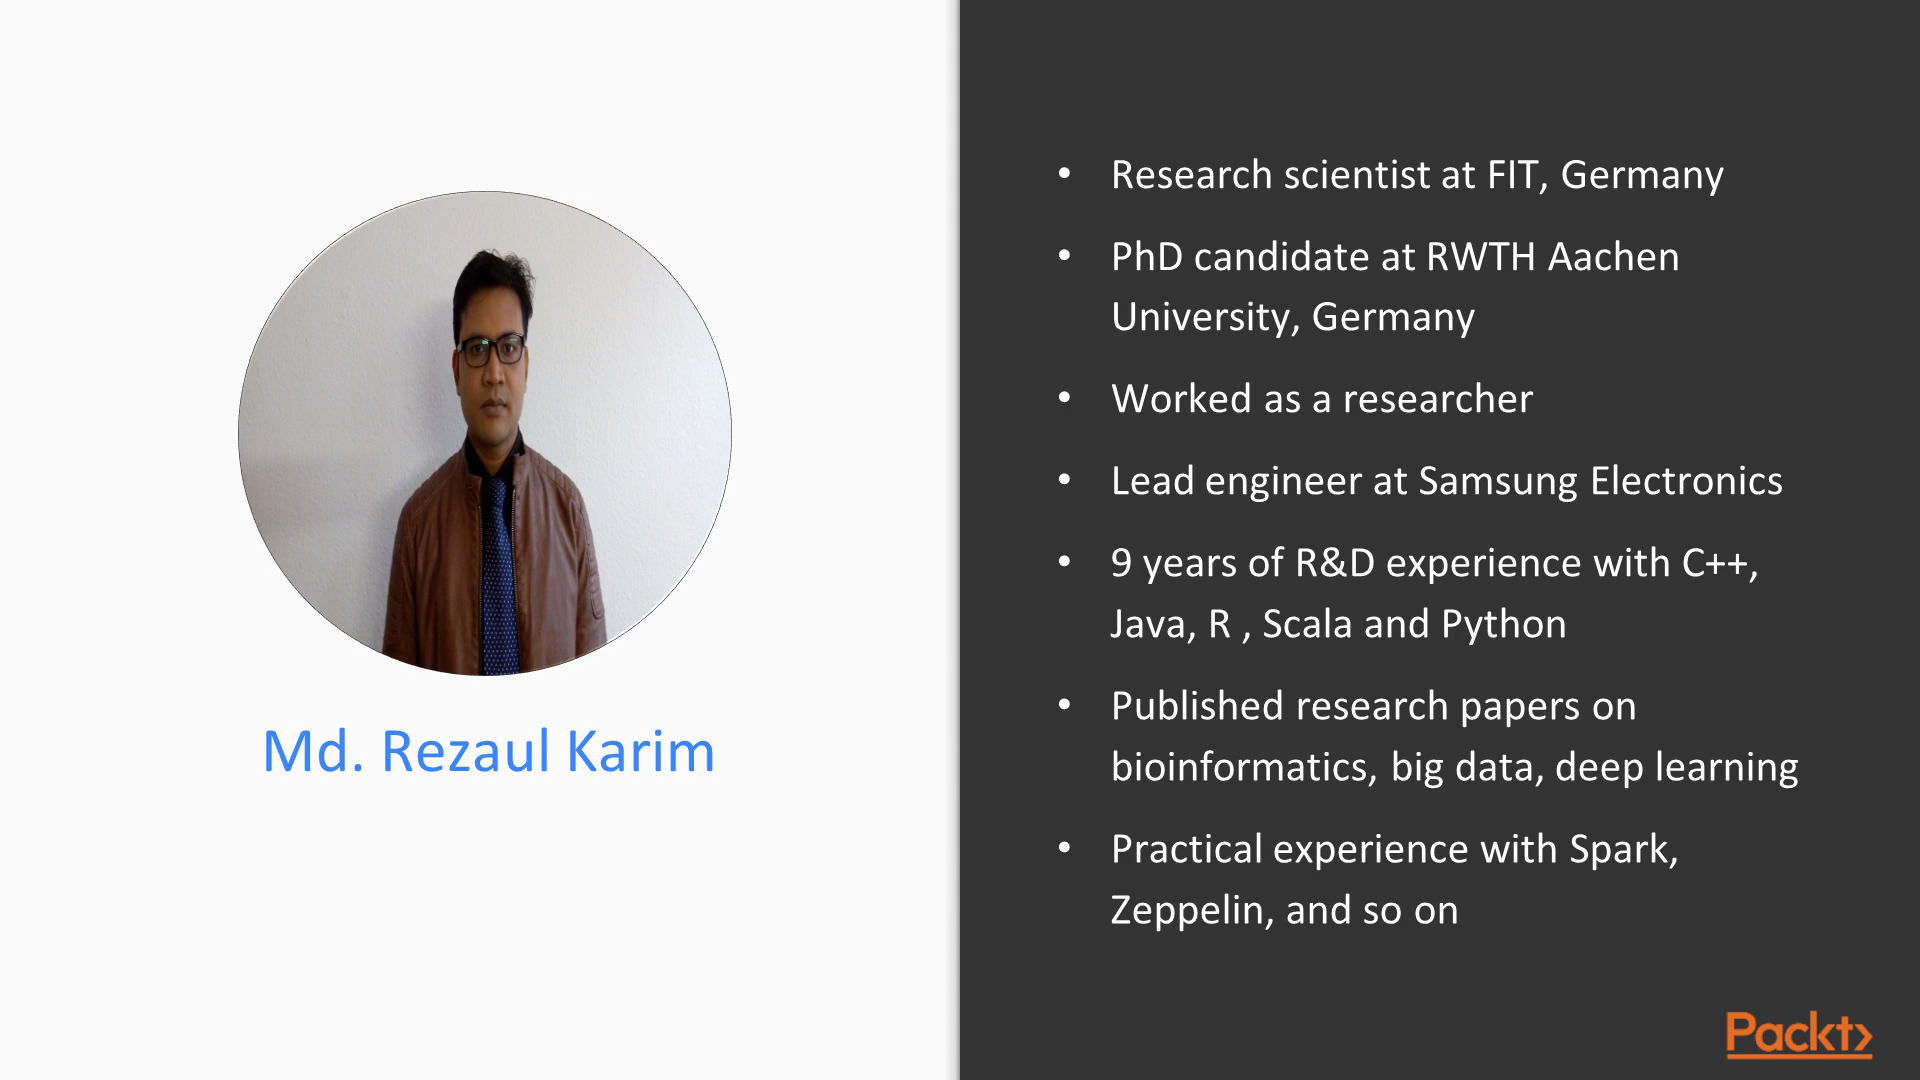 Md. Rezaul Karim
• Research scientist at FIT, Germany
• PhD candidate at RWTH Aachen
University, Germany
• Worked as a researcher
• Lead engineer at Samsung Electronics
• 9 years of R&D experience with C++,
Java, R , Scala and Python
• Published research papers on
bioinformatics, big data, deep learning
• Practical experience with Spark,
Zeppelin, and so on
Packt>